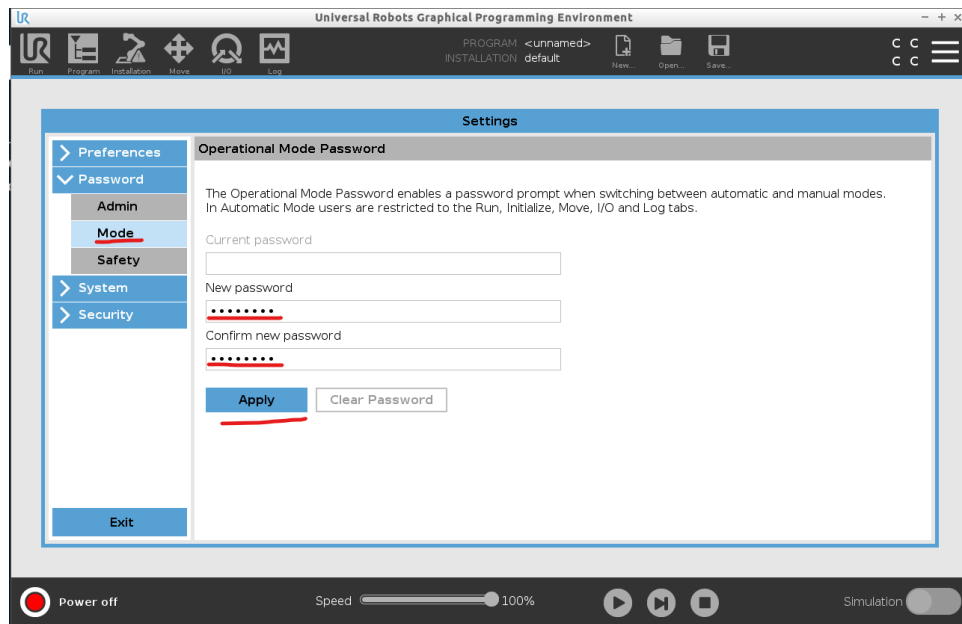 UR Universal Robots Graphical Programming Environment
UR
Run
Program
Installation
Move
I/O
Log
PROGRAM <unnamed>
INSTALLATION default
New...
Open...
Save...
C C
C C
Settings
Preferences
Password
Admin
Mode
Safety
System
Security
Exit
Operational Mode Password
The Operational Mode Password enables a password prompt when switching between automatic and manual modes.
In Automatic Mode users are restricted to the Run, Initialize, Move, I/O and Log tabs.
Current password
New password
••••••••
Confirm new password
••••••••
Apply Clear Password
Power off
Speed 100%
Simulation